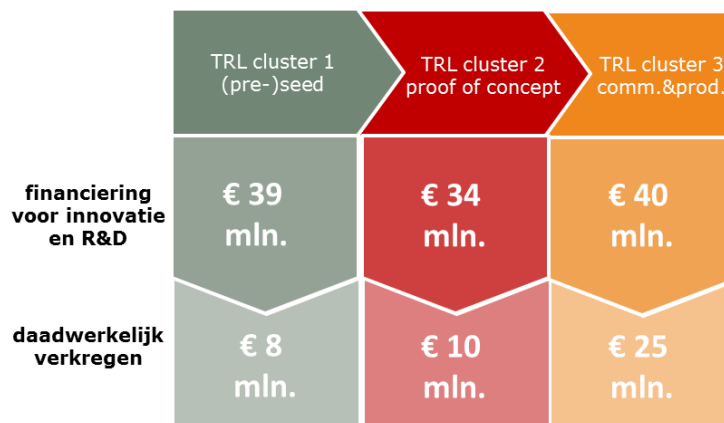 TRL cluster 1
(pre-)seed
TRL cluster 2
proof of concept
TRL cluster 3
comm.&prod.
financiering
voor innovatie
en R&D
€ 39
mln.
€ 34
mln.
€ 40
mln.
daadwerkelijk
verkregen
€ 8
mln.
€ 10
mln.
€ 25
mln.